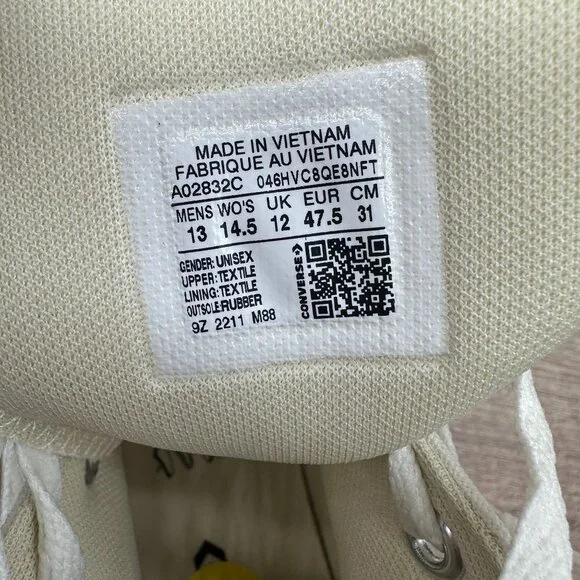 MADE IN VIETNAM
FABRIQUE AU VIETNAM
A02832C 046HVC8QE8NFT
MENS WO'S UK EUR CM
13 14.5 12 47.5 31
GENDER: UNISEX
UPPER: TEXTILE
LINING: TEXTILE
OUTSOLE: RUBBER
9Z 2211 M88
CONVERSE